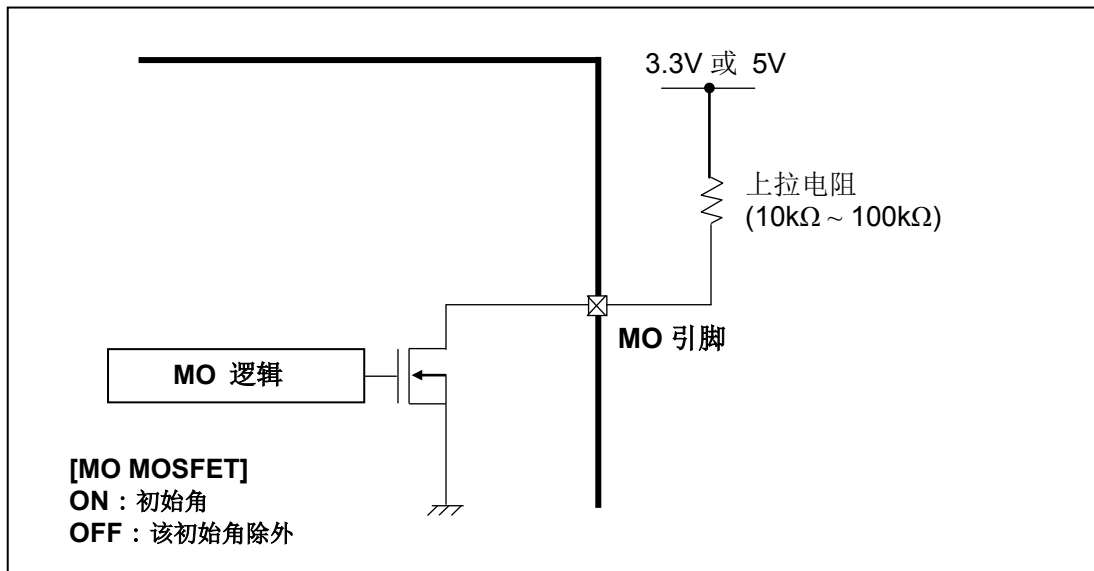 3.3V 或 5V
上拉电阻
(10kΩ ~ 100kΩ)
MO 引脚
MO 逻辑
[MO MOSFET]
ON：初始角
OFF：该初始角除外